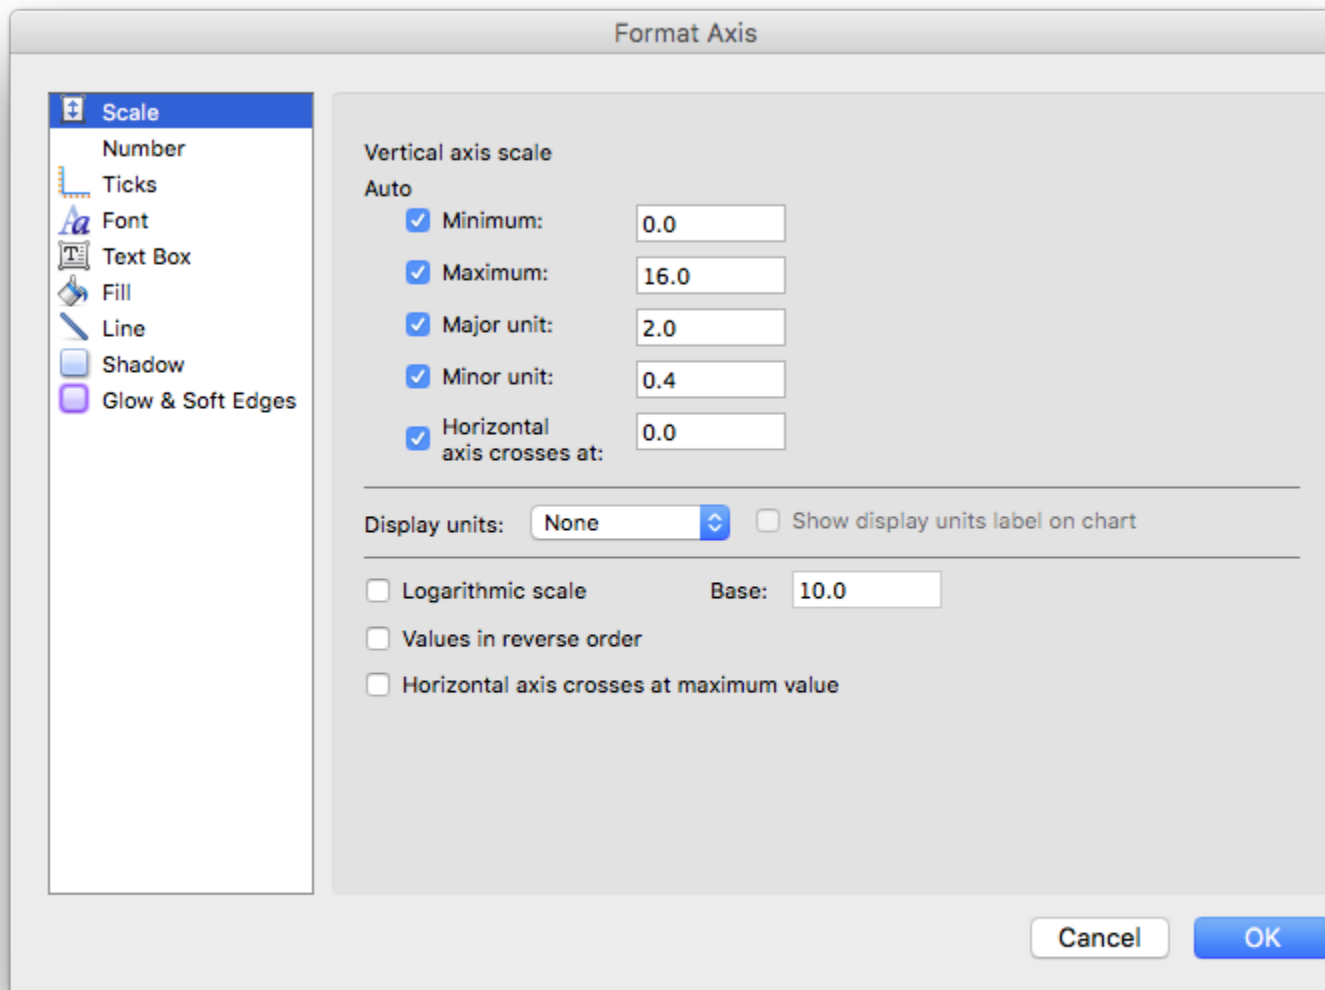 Format Axis
Scale
Number
Ticks
Font
Text Box
Fill
Line
Shadow
Glow & Soft Edges
Vertical axis scale
Auto
Minimum: 0.0
Maximum: 16.0
Major unit: 2.0
Minor unit: 0.4
Horizontal
axis crosses at: 0.0
Display units: None Show display units label on chart
Logarithmic scale Base: 10.0
Values in reverse order
Horizontal axis crosses at maximum value
Cancel OK